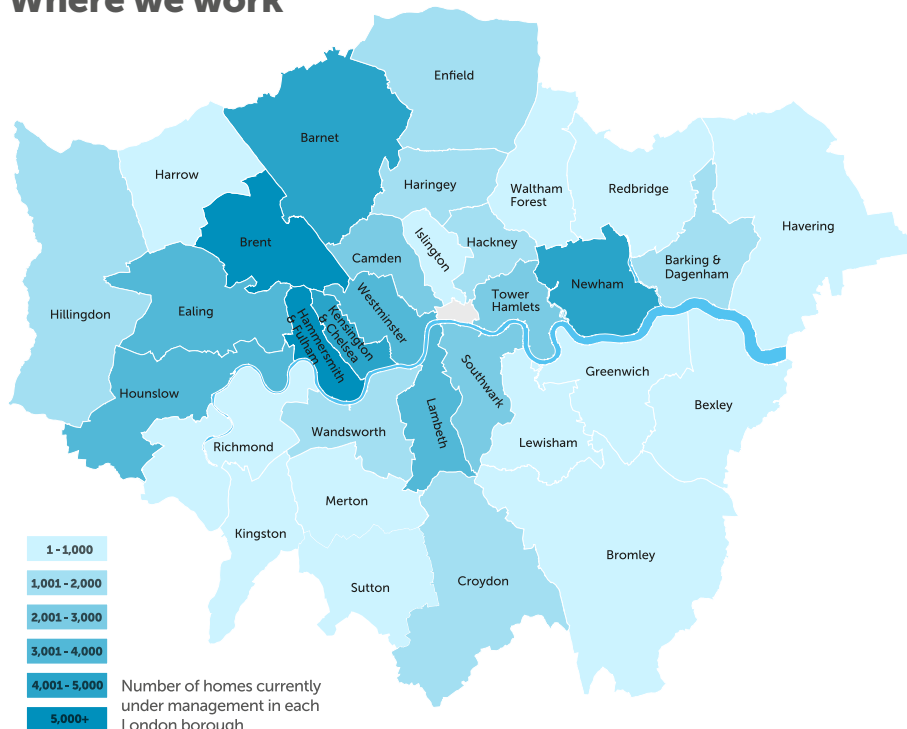 Where we work
Enfield
Barnet
Harrow
Haringey
Waltham
Forest
Redbridge
Havering
Brent
Camden
Islington
Hackney
Barking &
Dagenham
Hillingdon
Ealing
Westminster
Kensington
& Chelsea
Hammersmith
& Fulham
Tower
Hamlets
Newham
Hounslow
Southwark
Greenwich
Bexley
Richmond
Wandsworth
Lambeth
Lewisham
Merton
Kingston
Sutton
Croydon
Bromley
1 - 1,000
1,001 - 2,000
2,001 - 3,000
3,001 - 4,000
4,001 - 5,000
5,000+
Number of homes currently
under management in each
London borough